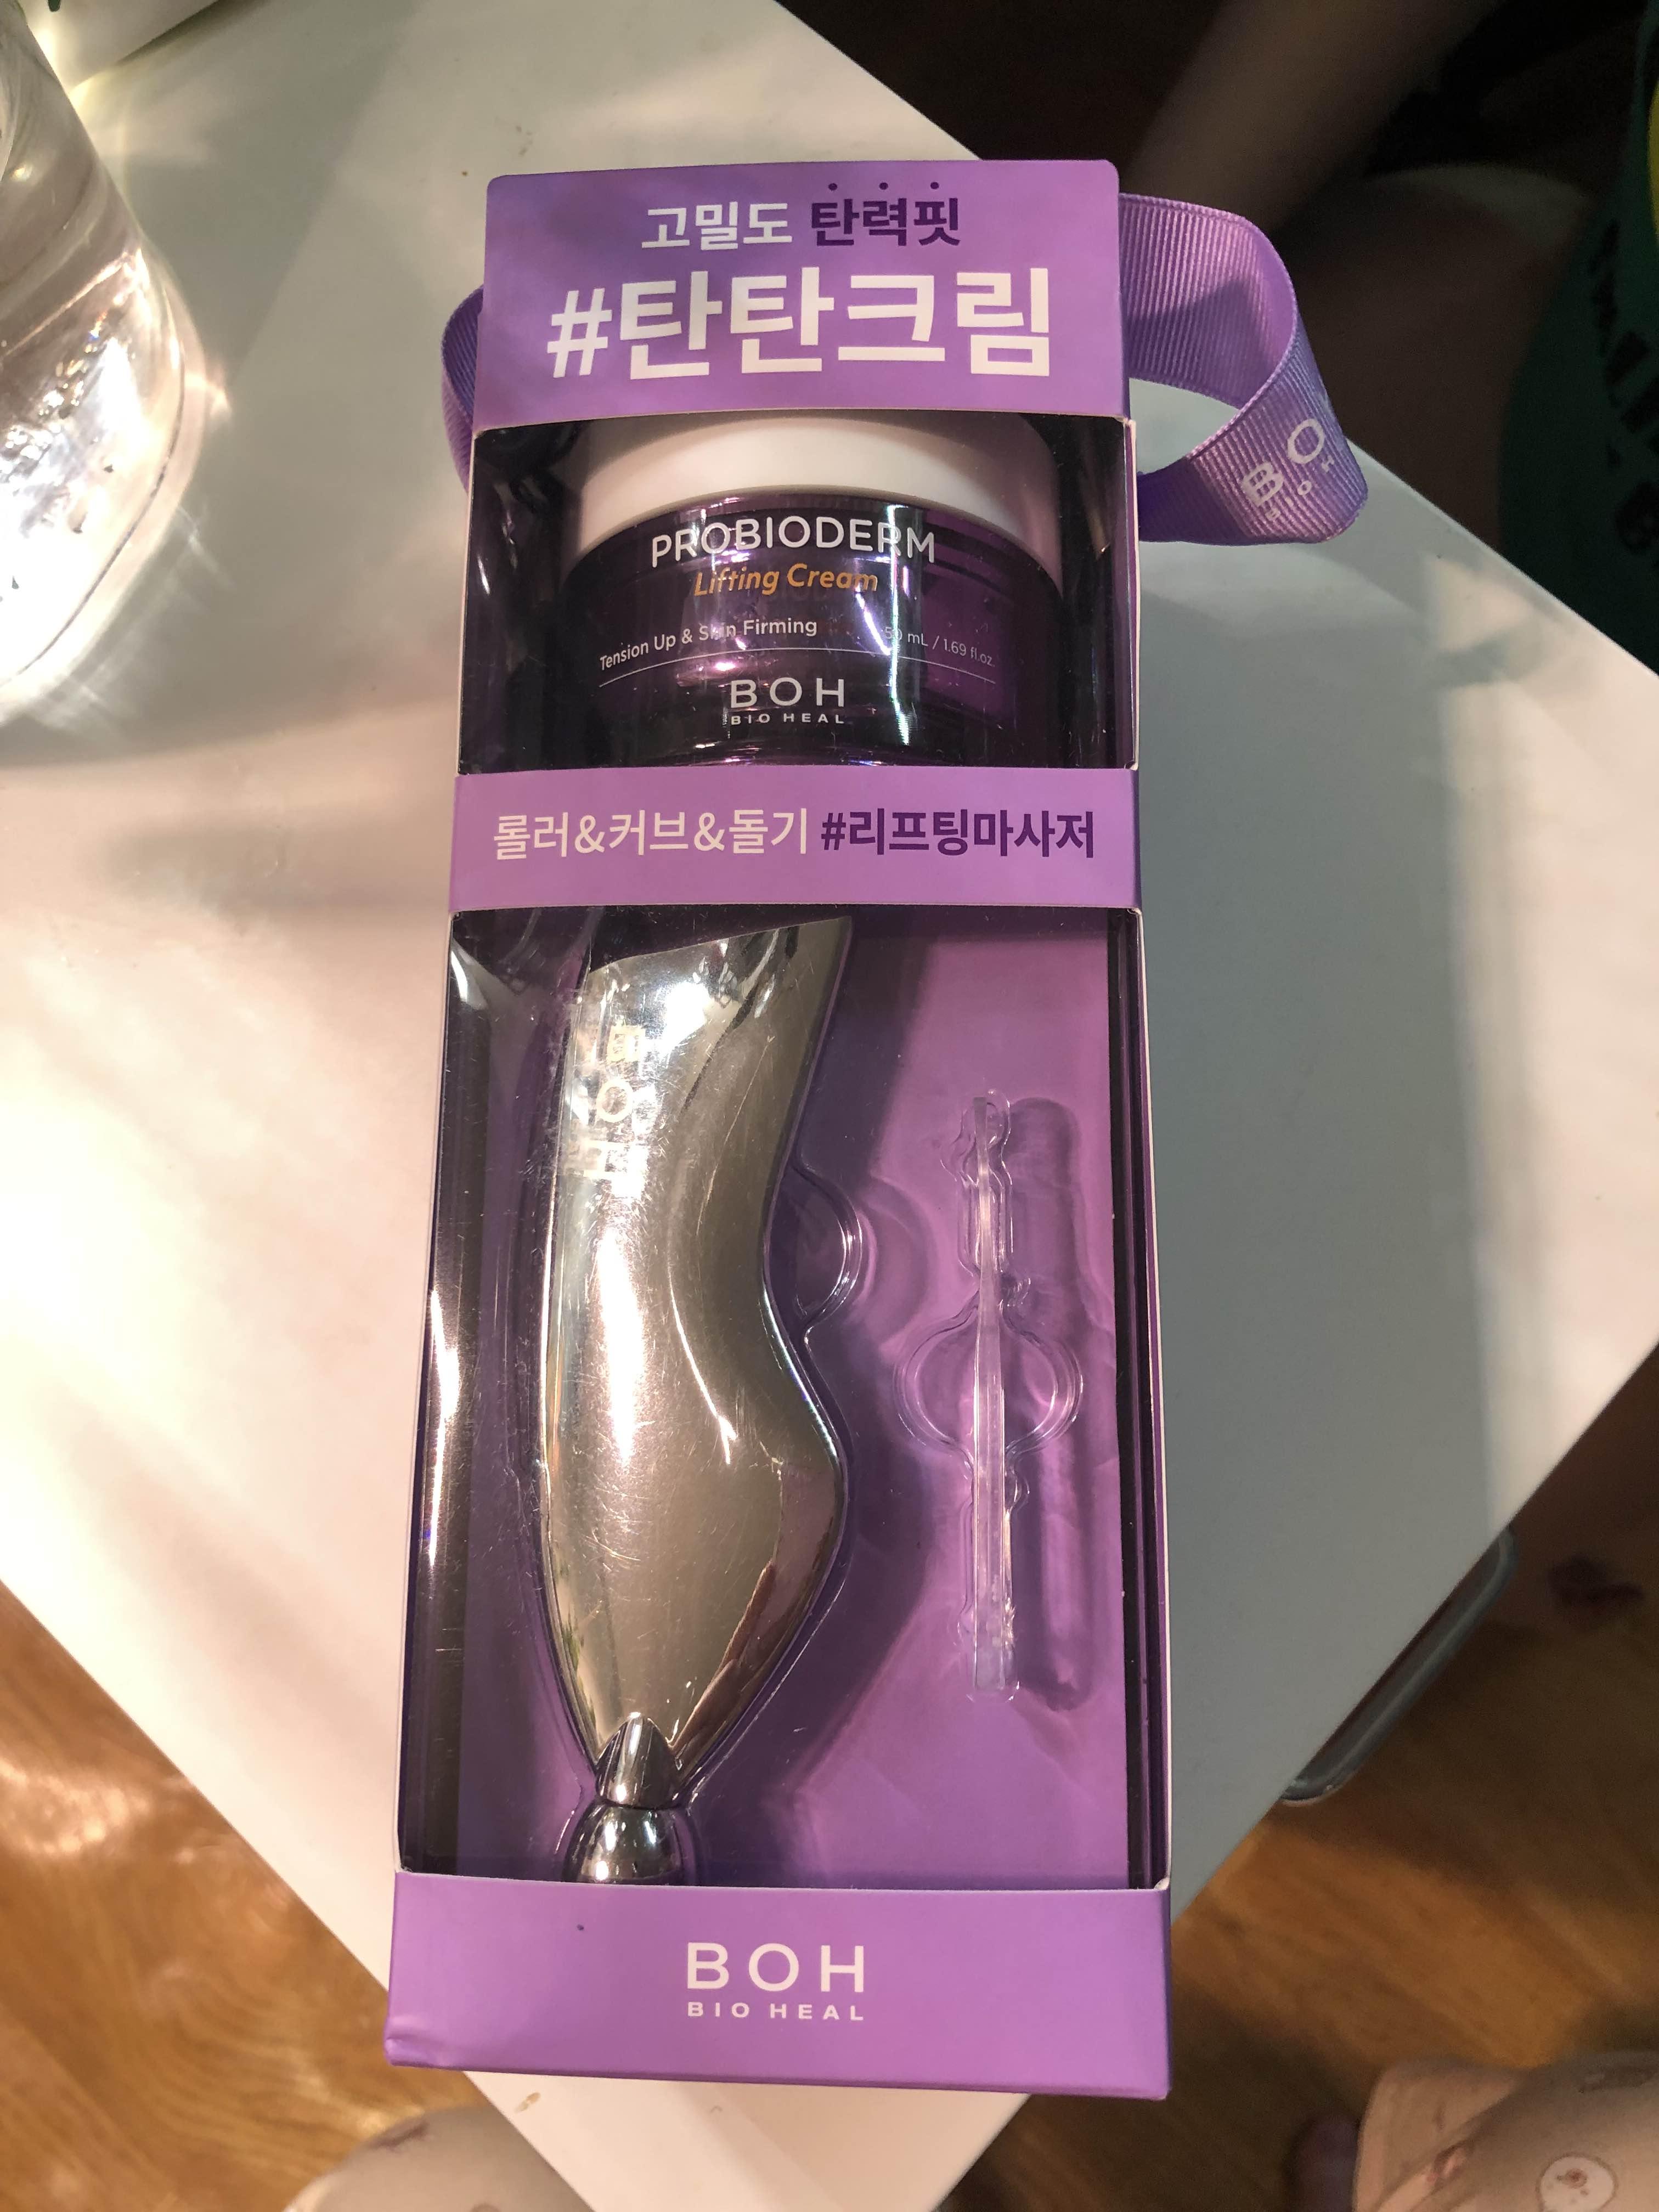 고밀도 탄력핏
#탄탄크림
PROBIODERM
Lifting Cream
Tension Up & Skin Firming
50 mL / 1.69 fl.oz.
BOH
BIO HEAL
롤러&커브&돌기 #리프팅마사저
BOH
BOH
BIO HEAL